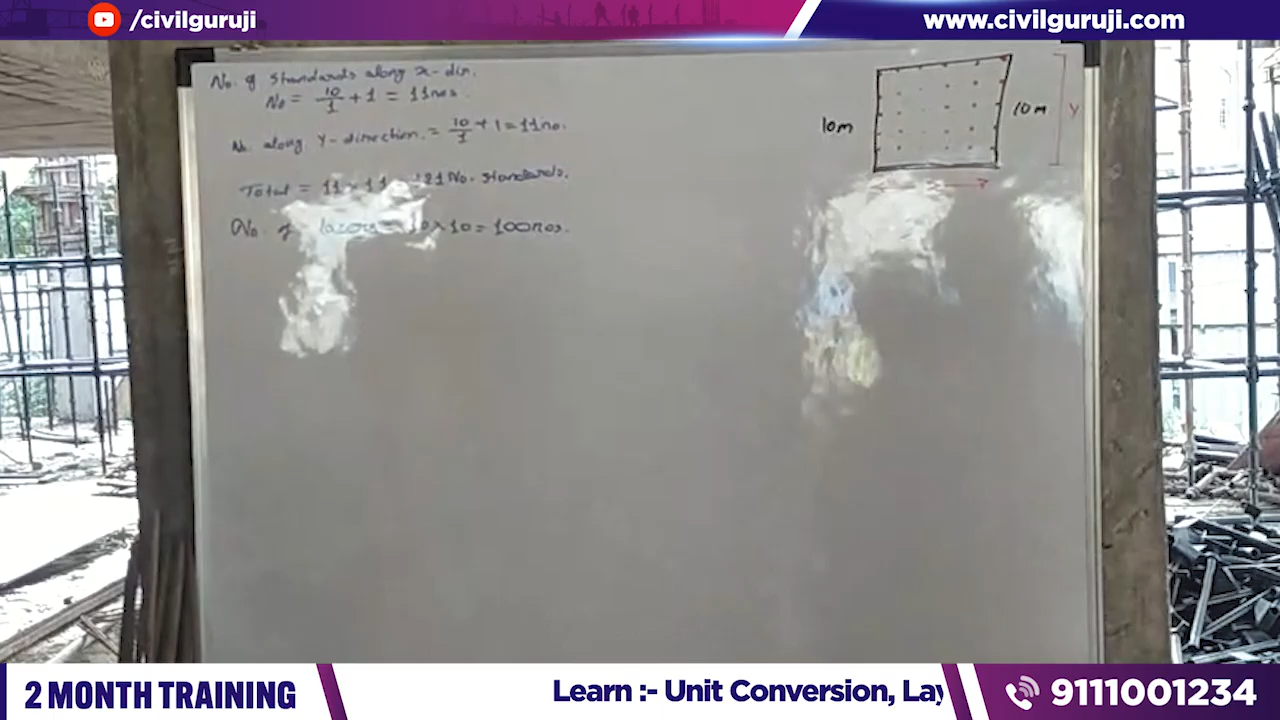 /civilguruji
www.civilguruji.com
No. of Standards along x-dir.
No = 10/1 + 1 = 11nos.
No. along Y-direction. = 10/1 + 1 = 11no.
Total = 11 × 11 121 No. Standards.
No. of 10 × 10 = 100nos.
10m
10m
Y
2 MONTH TRAINING
Learn :- Unit Conversion, Lay
9111001234